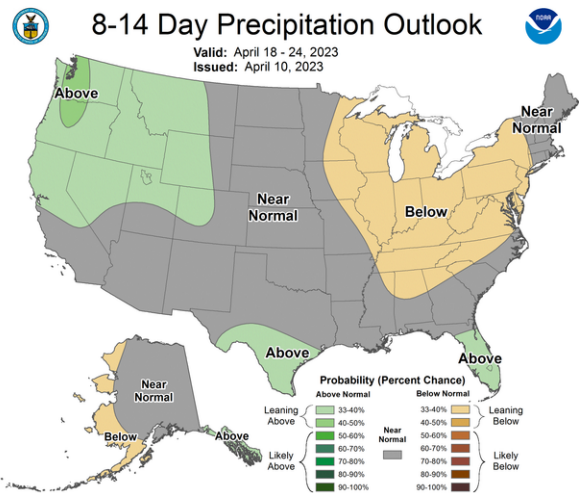 8-14 Day Precipitation Outlook
NOAA
Valid: April 18 - 24, 2023
Issued: April 10, 2023
Above
Near
Normal
Near
Normal
Below
Above
Above
Near
Normal
Below
Above
Probability (Percent Chance)
Above Normal
Below Normal
Leaning
Above
Likely
Above
33-40%
40-50%
50-60%
60-70%
70-80%
80-90%
90-100%
Near
Normal
33-40%
40-50%
50-60%
60-70%
70-80%
80-90%
90-100%
Leaning
Below
Likely
Below